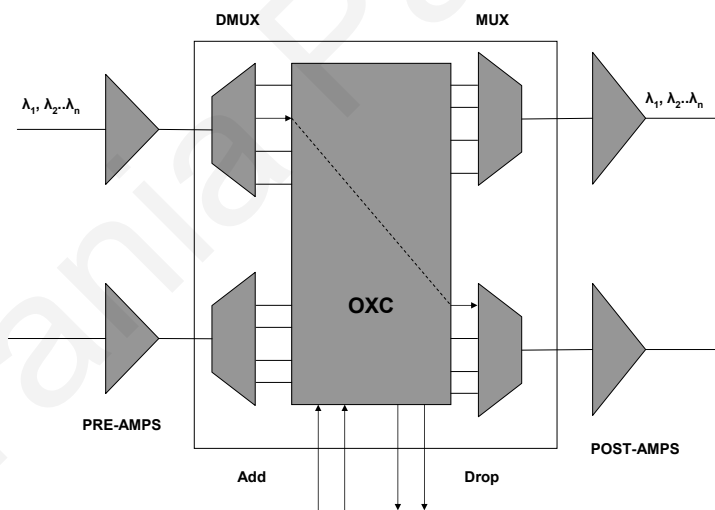 DMUX
MUX
λ1, λ2..λn
λ1, λ2..λn
OXC
PRE-AMPS
POST-AMPS
Add
Drop